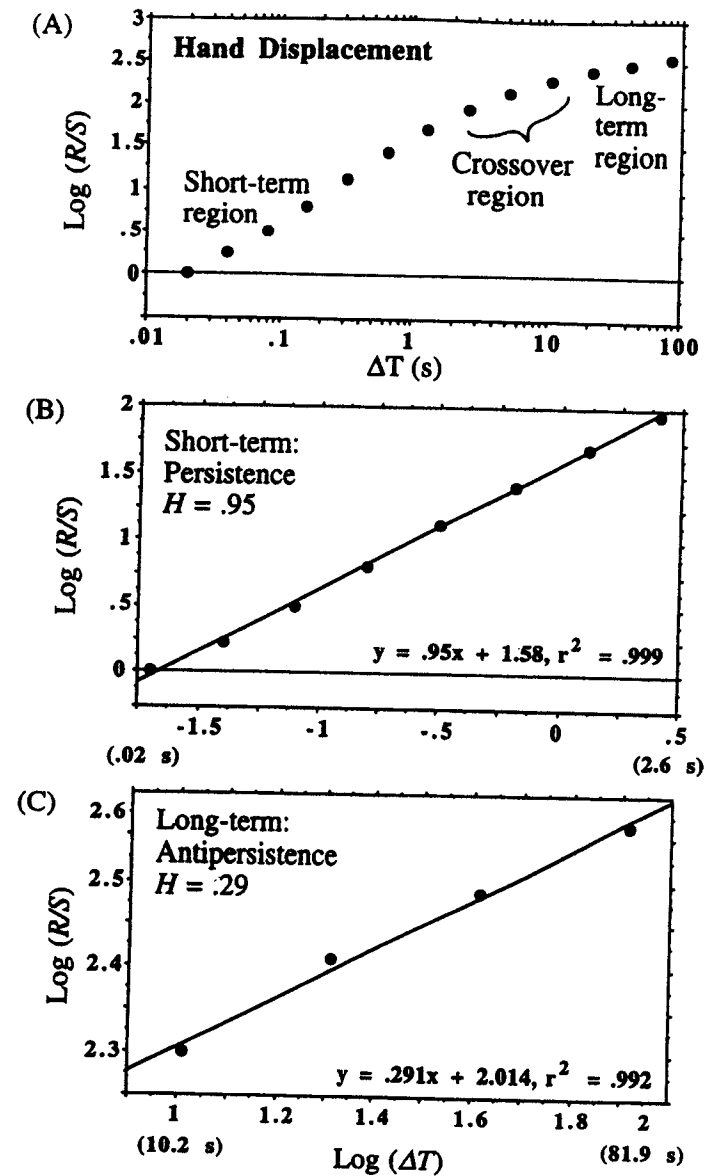 (A)
3
2.5
2
1.5
1
.5
0
Log (R/S)
Hand Displacement
Short-term
region
Crossover
region
Long-
term
region
.01
.1
1
10
100
ΔT (s)
(B)
2
1.5
1
.5
0
Log (R/S)
Short-term:
Persistence
H = .95
y = .95x + 1.58, r² = .999
-1.5
-1
-.5
0
.5
(.02 s)
(2.6 s)
(C)
2.6
2.5
2.4
2.3
Log (R/S)
Long-term:
Antipersistence
H = .29
y = .291x + 2.014, r² = .992
1
1.2
1.4
1.6
1.8
2
(10.2 s)
(81.9 s)
Log (ΔT)